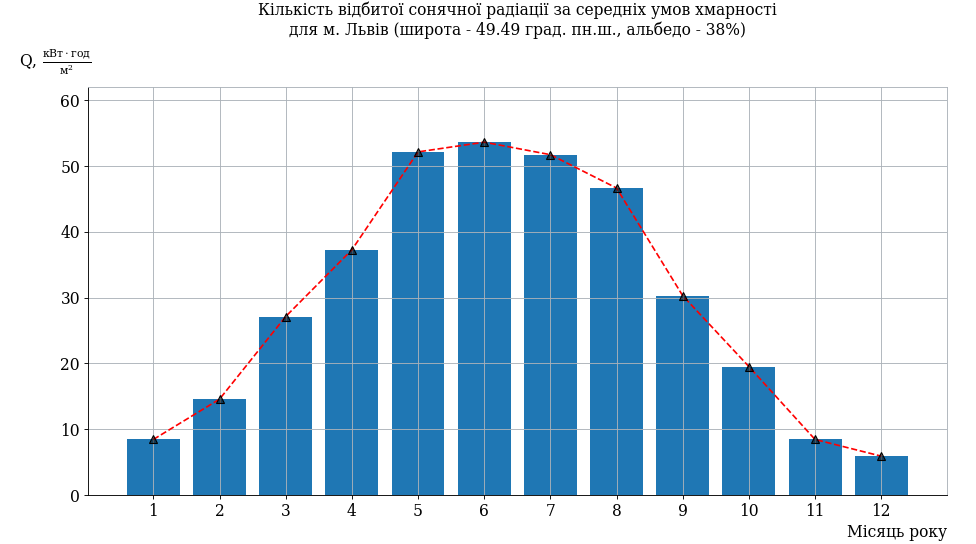 Кількість відбитої сонячної радіації за середніх умов хмарності
для м. Львів (широта - 49.49 град. пн.ш., альбедо - 38%)
Q, кВт · год / м²
60
50
40
30
20
10
0
1 2 3 4 5 6 7 8 9 10 11 12
Місяць року